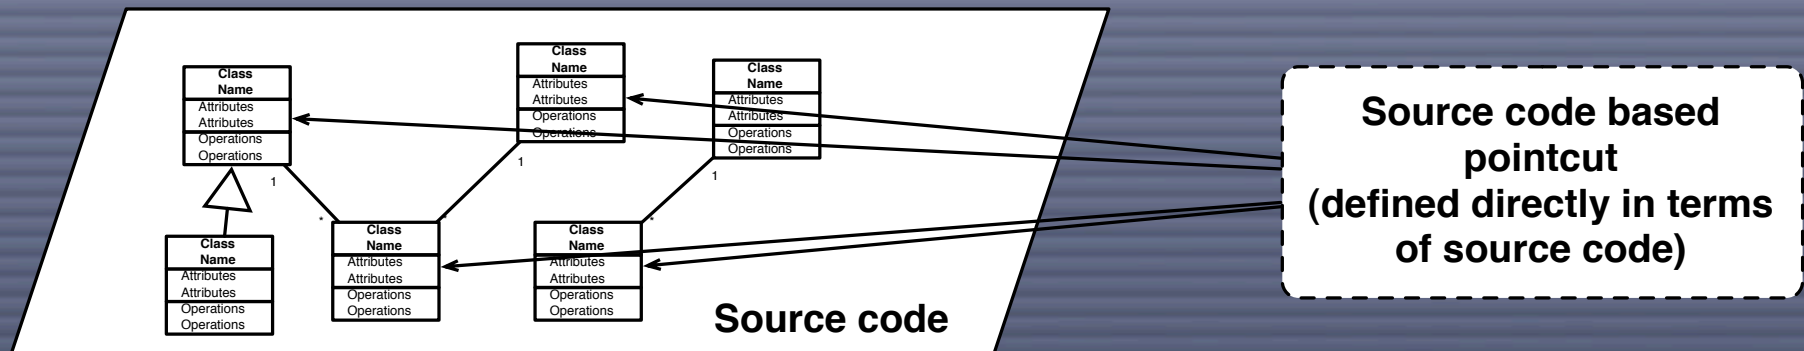 Class
Name
Attributes
Attributes
Operations
Operations
Class
Name
Attributes
Attributes
Operations
Operations
Class
Name
Attributes
Attributes
Operations
Operations
1
1
1
*
*
*
Class
Name
Attributes
Attributes
Operations
Operations
Class
Name
Attributes
Attributes
Operations
Operations
Class
Name
Attributes
Attributes
Operations
Operations
Source code
Source code based
pointcut
(defined directly in terms
of source code)